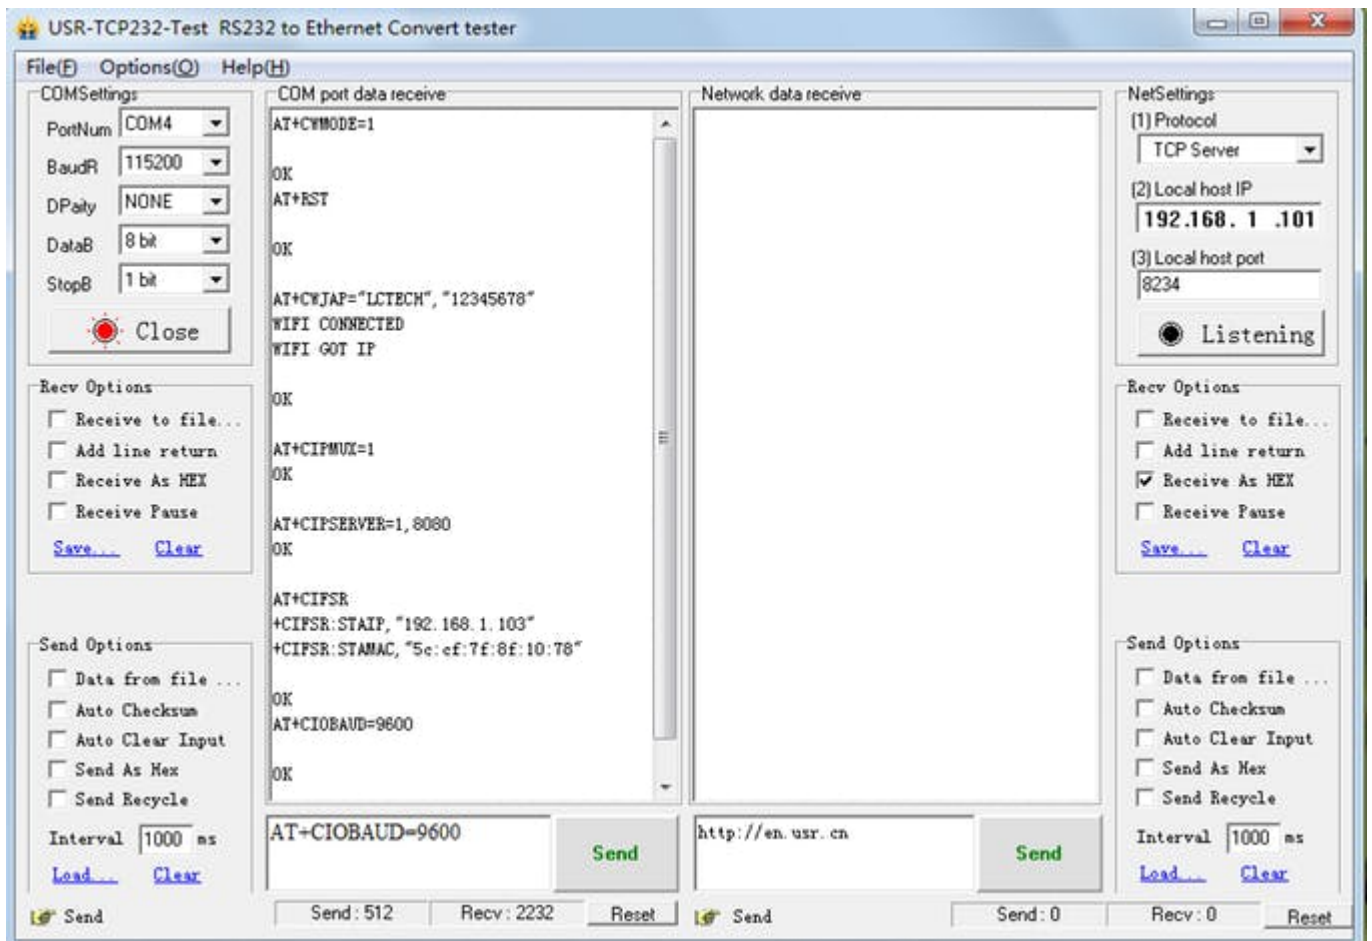 USR-TCP232-Test RS232 to Ethernet Convert tester
File(F) Options(O) Help(H)
COMSettings
PortNum COM4
BaudR 115200
DPaity NONE
DataB 8 bit
StopB 1 bit
Close
Recv Options
Receive to file...
Add line return
Receive As HEX
Receive Pause
Save... Clear
Send Options
Data from file ...
Auto Checksum
Auto Clear Input
Send As Hex
Send Recycle
Interval 1000 ms
Load... Clear
COM port data receive
AT+CWMODE=1
OK
AT+RST
OK
AT+CWJAP="LCTECH","12345678"
WIFI CONNECTED
WIFI GOT IP
OK
AT+CIPMUX=1
OK
AT+CIPSERVER=1,8080
OK
AT+CIFSR
+CIFSR:STAIP,"192.168.1.103"
+CIFSR:STAMAC,"5c:cf:7f:8f:10:78"
OK
AT+CIOBAUD=9600
OK
AT+CIOBAUD=9600
Send
Network data receive
http://en.usr.cn
Send
NetSettings
(1) Protocol
TCP Server
(2) Local host IP
192.168. 1 .101
(3) Local host port
8234
Listening
Recv Options
Receive to file...
Add line return
Receive As HEX
Receive Pause
Save... Clear
Send Options
Data from file ...
Auto Checksum
Auto Clear Input
Send As Hex
Send Recycle
Interval 1000 ms
Load... Clear
Send Send : 512 Recv : 2232 Reset
Send Send : 0 Recv : 0 Reset